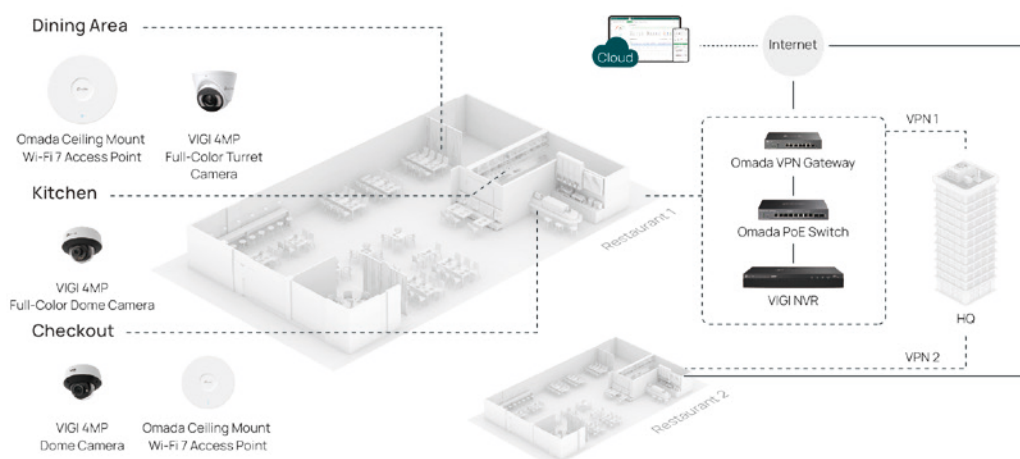 Dining Area
Omada Ceiling Mount
Wi-Fi 7 Access Point
VIGI 4MP
Full-Color Turret
Camera
Kitchen
VIGI 4MP
Full-Color Dome Camera
Checkout
VIGI 4MP
Dome Camera
Omada Ceiling Mount
Wi-Fi 7 Access Point
Restaurant 1
Restaurant 2
Cloud
Internet
Omada VPN Gateway
Omada PoE Switch
VIGI NVR
VPN 1
HQ
VPN 2